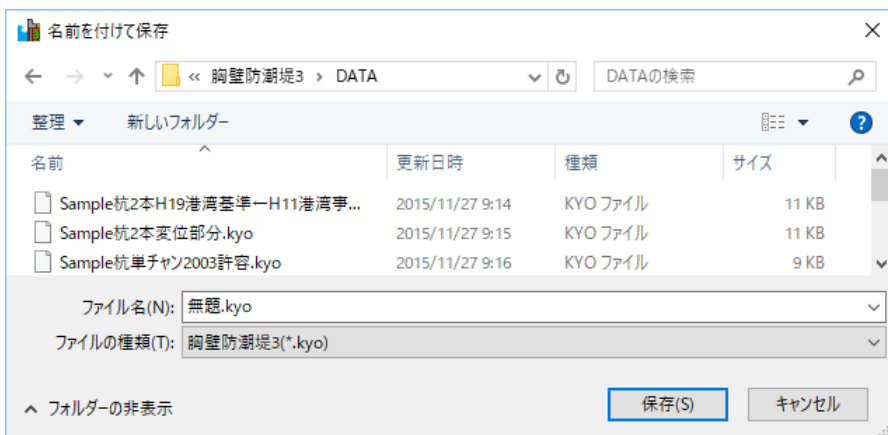 名前を付けて保存
« 胸壁防潮堤3 › DATA DATAの検索
整理 新しいフォルダー
名前 更新日時 種類 サイズ
Sample杭2本H19港湾基準←H11港湾事... 2015/11/27 9:14 KYO ファイル 11 KB
Sample杭2本変位部分.kyo 2015/11/27 9:15 KYO ファイル 11 KB
Sample杭単チャン2003許容.kyo 2015/11/27 9:16 KYO ファイル 9 KB
ファイル名(N): 無題.kyo
ファイルの種類(T): 胸壁防潮堤3(*.kyo)
フォルダーの非表示 保存(S) キャンセル